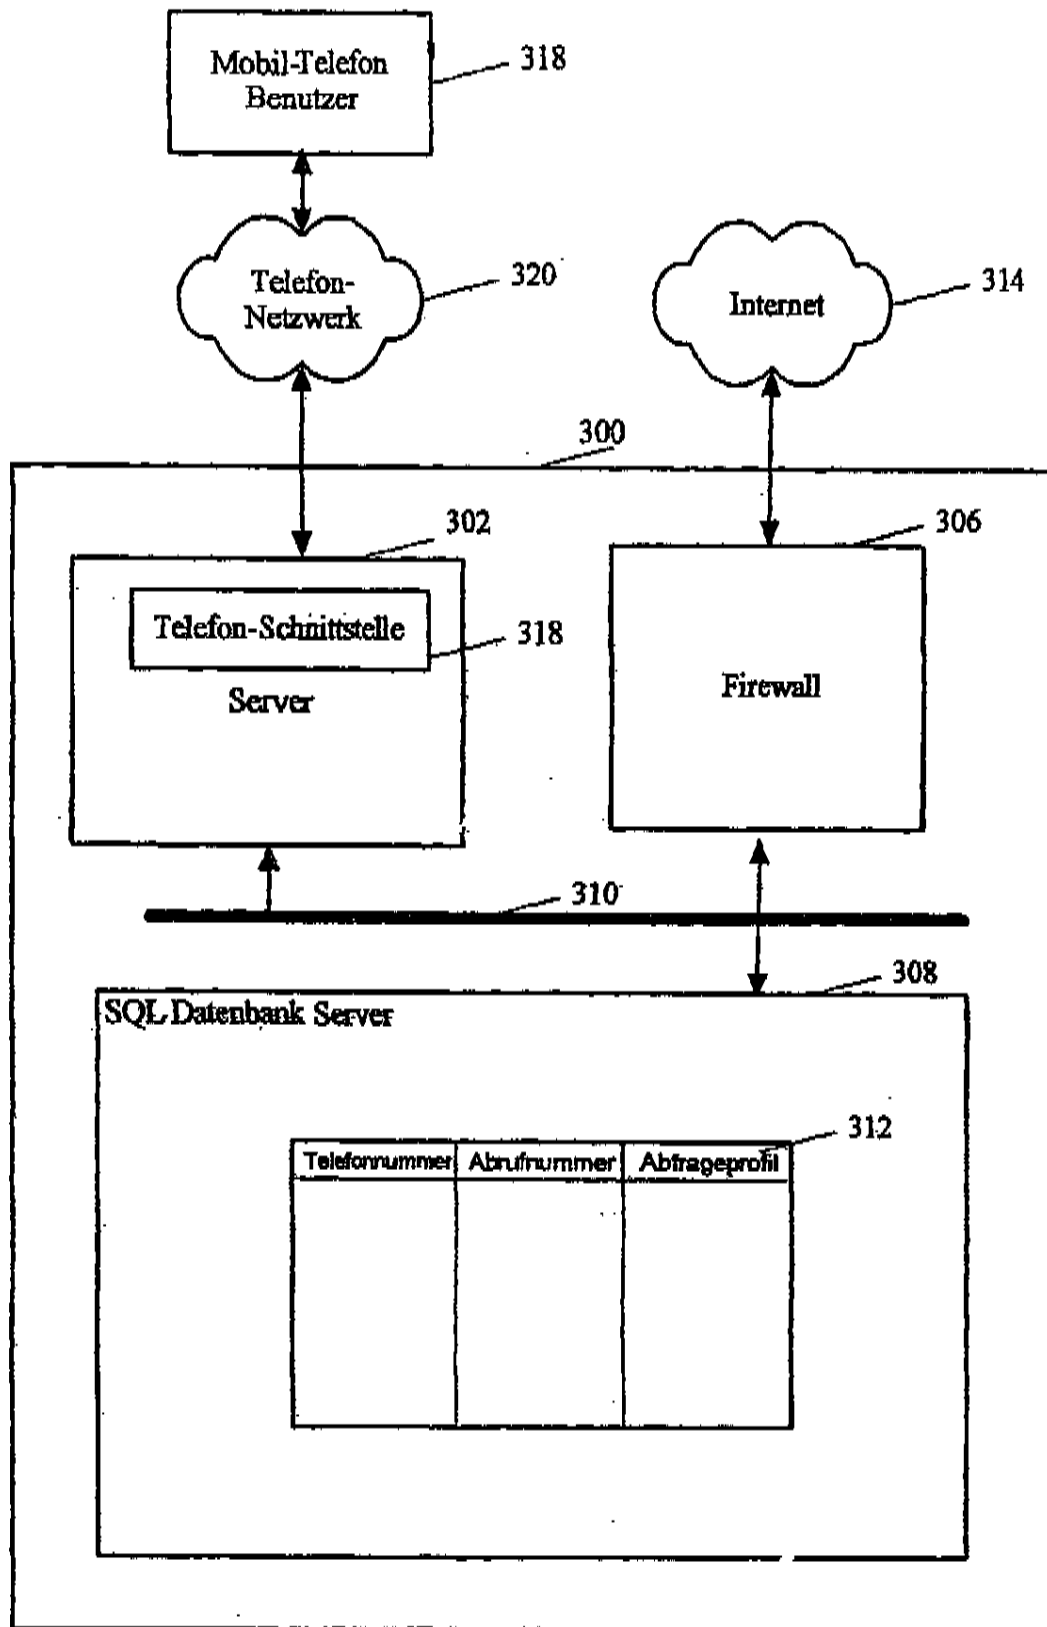 Mobil-Telefon
Benutzer
318
Telefon-
Netzwerk
320
Internet
314
300
302
306
Telefon-Schnittstelle
318
Server
Firewall
310
308
SQL Datenbank Server
312
Telefonnummer Abrufnummer Abfrageprofil